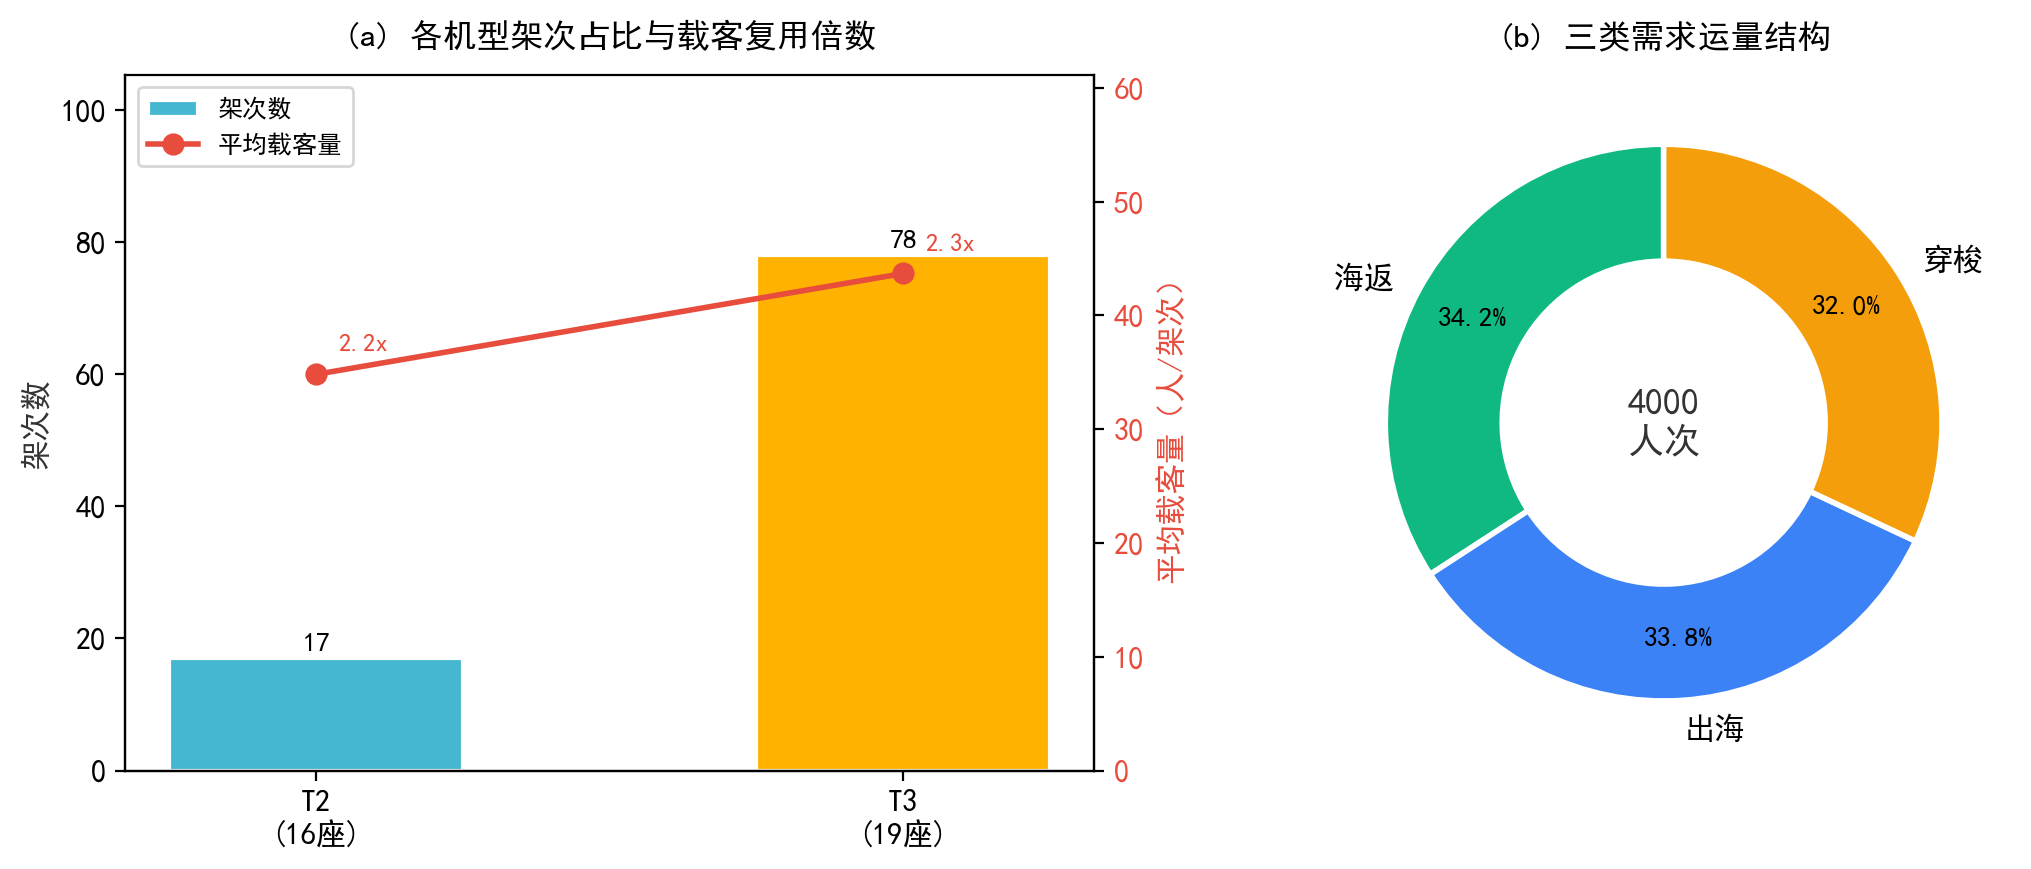 (a) 各机型架次占比与载客复用倍数
架次数
平均载客量
100
80
60
40
20
0
架次数
17
78
2.2x
2.3x
60
50
40
30
20
10
0
平均载客量 (人/架次)
T2
(16座)
T3
(19座)
(b) 三类需求运量结构
海返
34.2%
穿梭
32.0%
4000
人次
33.8%
出海